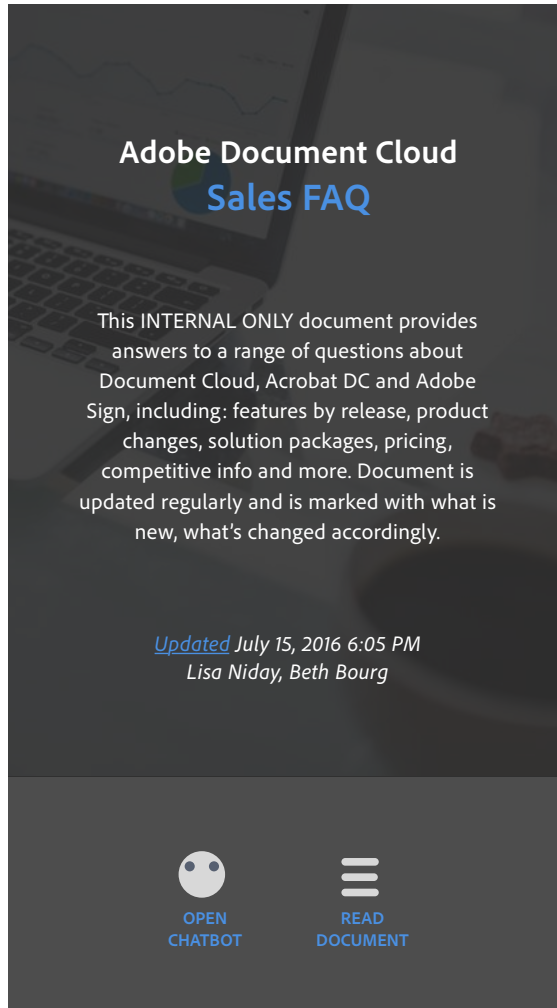 Adobe Document Cloud
Sales FAQ
This INTERNAL ONLY document provides
answers to a range of questions about
Document Cloud, Acrobat DC and Adobe
Sign, including: features by release, product
changes, solution packages, pricing,
competitive info and more. Document is
updated regularly and is marked with what is
new, what's changed accordingly.
Updated July 15, 2016 6:05 PM
Lisa Niday, Beth Bourg
OPEN
CHATBOT
READ
DOCUMENT